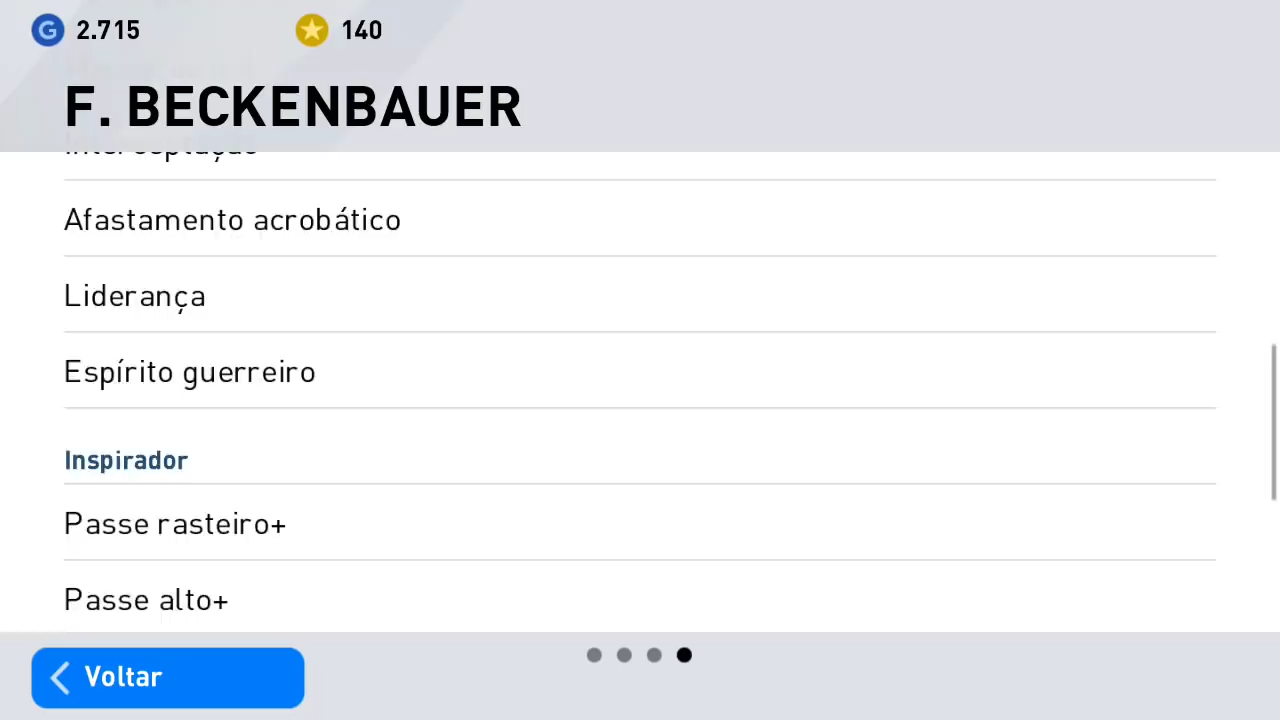 G 2.715 140
F. BECKENBAUER
Afastamento acrobático
Liderança
Espírito guerreiro
Inspirador
Passe rasteiro+
Passe alto+
Voltar